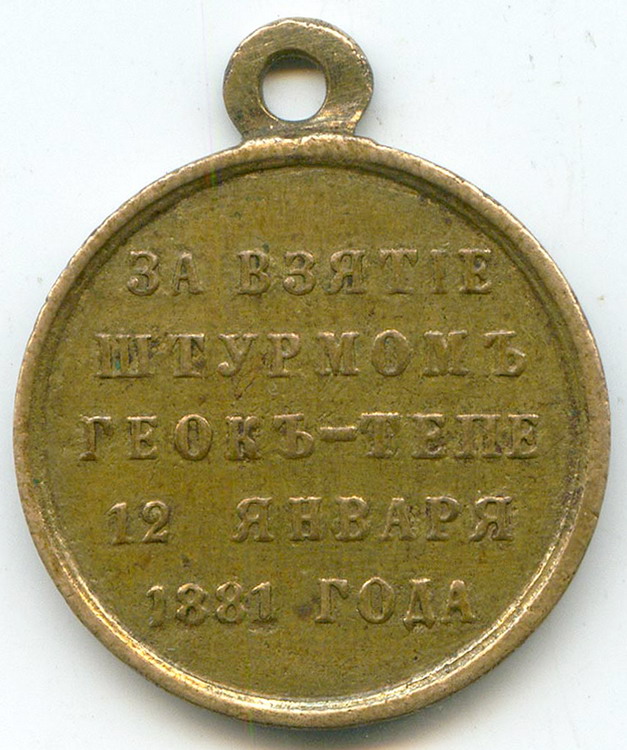 ЗА ВЗЯТІЕ
ШТУРМОМЪ
ГЕОКЪ-ТЕПЕ
12 ЯНВАРЯ
1881 ГОДА